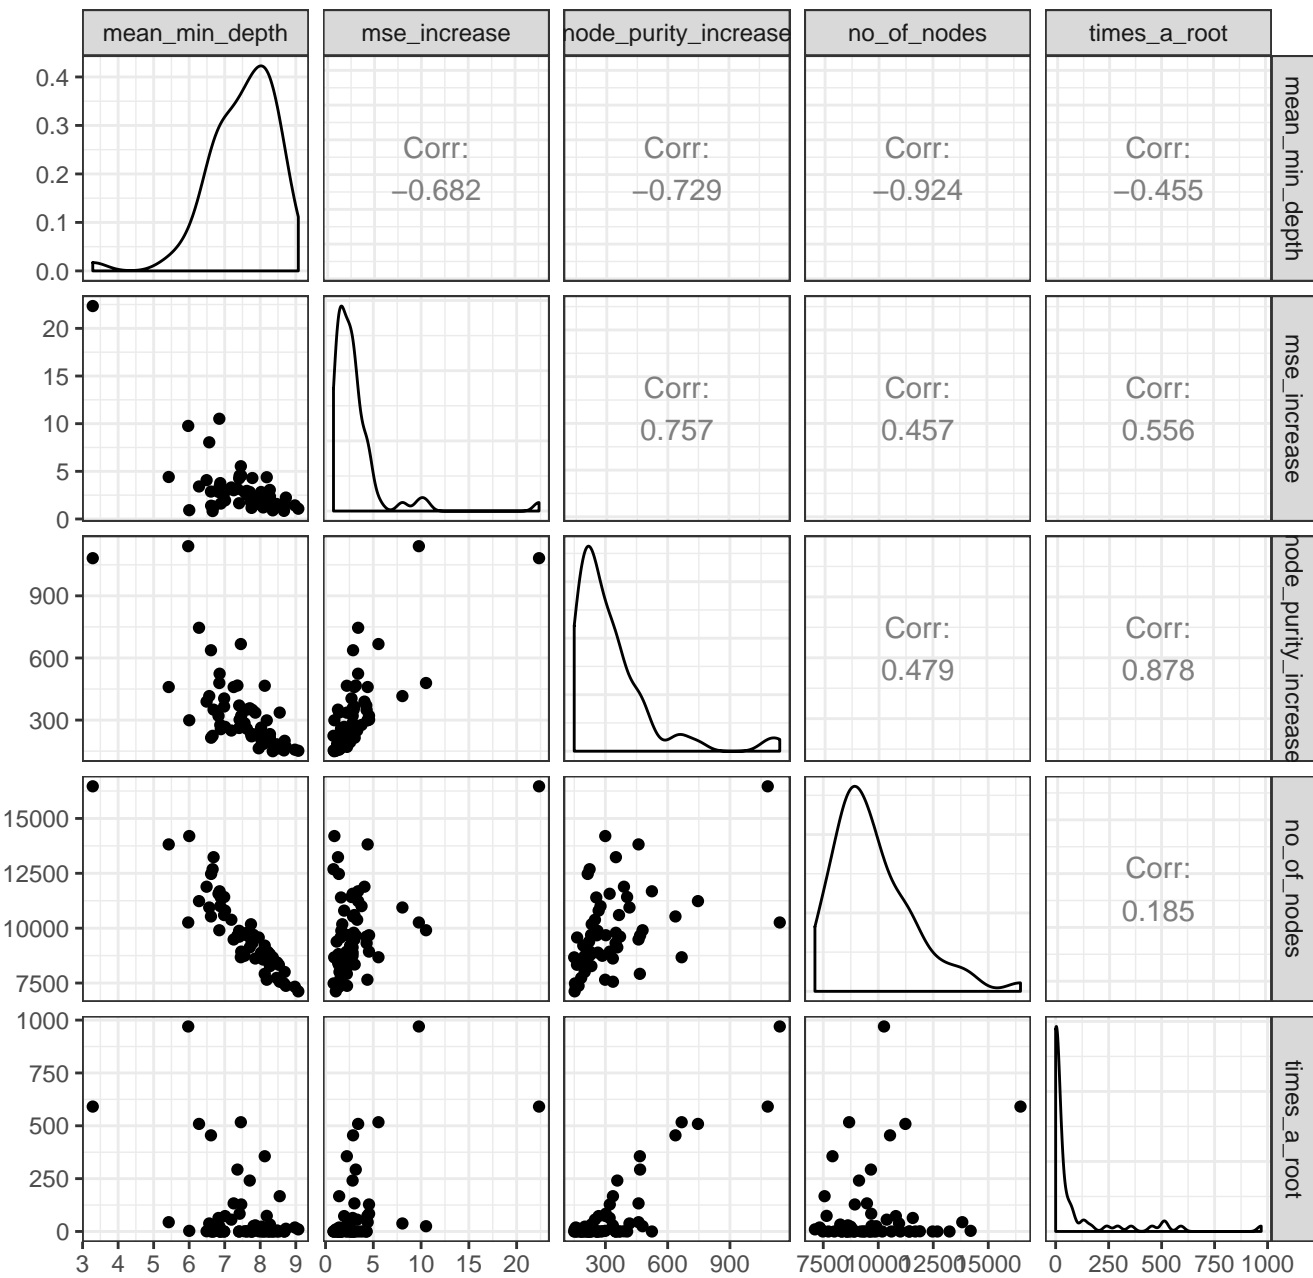 mean_min_depth mse_increase node_purity_increase no_of_nodes times_a_root
0.4
0.3
0.2
0.1
0.0
Corr:
−0.682
Corr:
−0.729
Corr:
−0.924
Corr:
−0.455
mean_min_depth
20
15
10
5
0
Corr:
0.757
Corr:
0.457
Corr:
0.556
mse_increase
900
600
300
Corr:
0.479
Corr:
0.878
node_purity_increase
15000
12500
10000
7500
Corr:
0.185
no_of_nodes
1000
750
500
250
0
times_a_root
3 4 5 6 7 8 9 0 5 10 15 20 300 600 900 7500 10000 12500 15000 0 250 500 750 1000